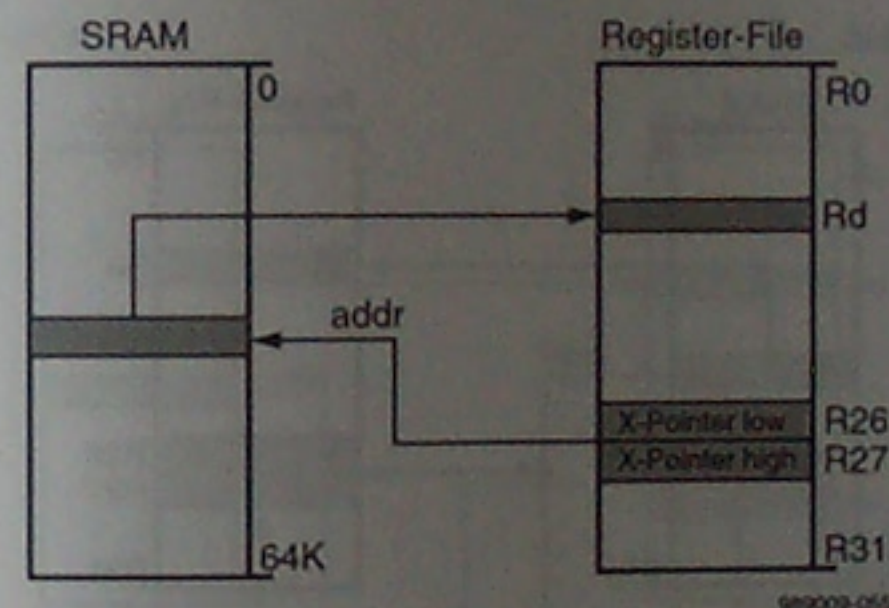 SRAM
Register-File
0
R0
Rd
addr
X-Pointer low
R26
X-Pointer high
R27
64K
R31